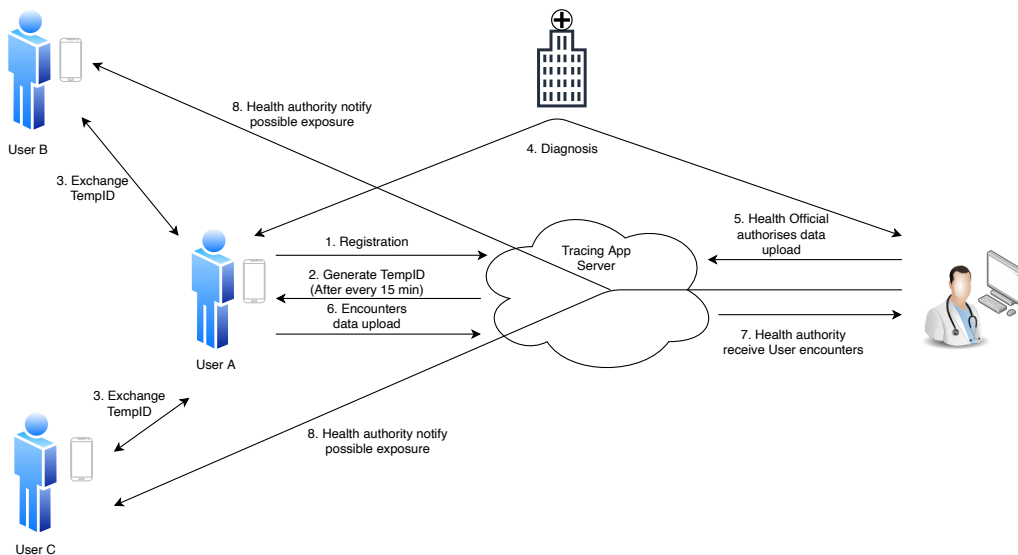 8. Health authority notify
possible exposure
User B
4. Diagnosis
3. Exchange
TempID
5. Health Official
authorises data
upload
1. Registration
Tracing App
Server
2. Generate TempID
(After every 15 min)
6. Encounters
data upload
7. Health authority
receive User encounters
User A
3. Exchange
TempID
8. Health authority notify
possible exposure
User C